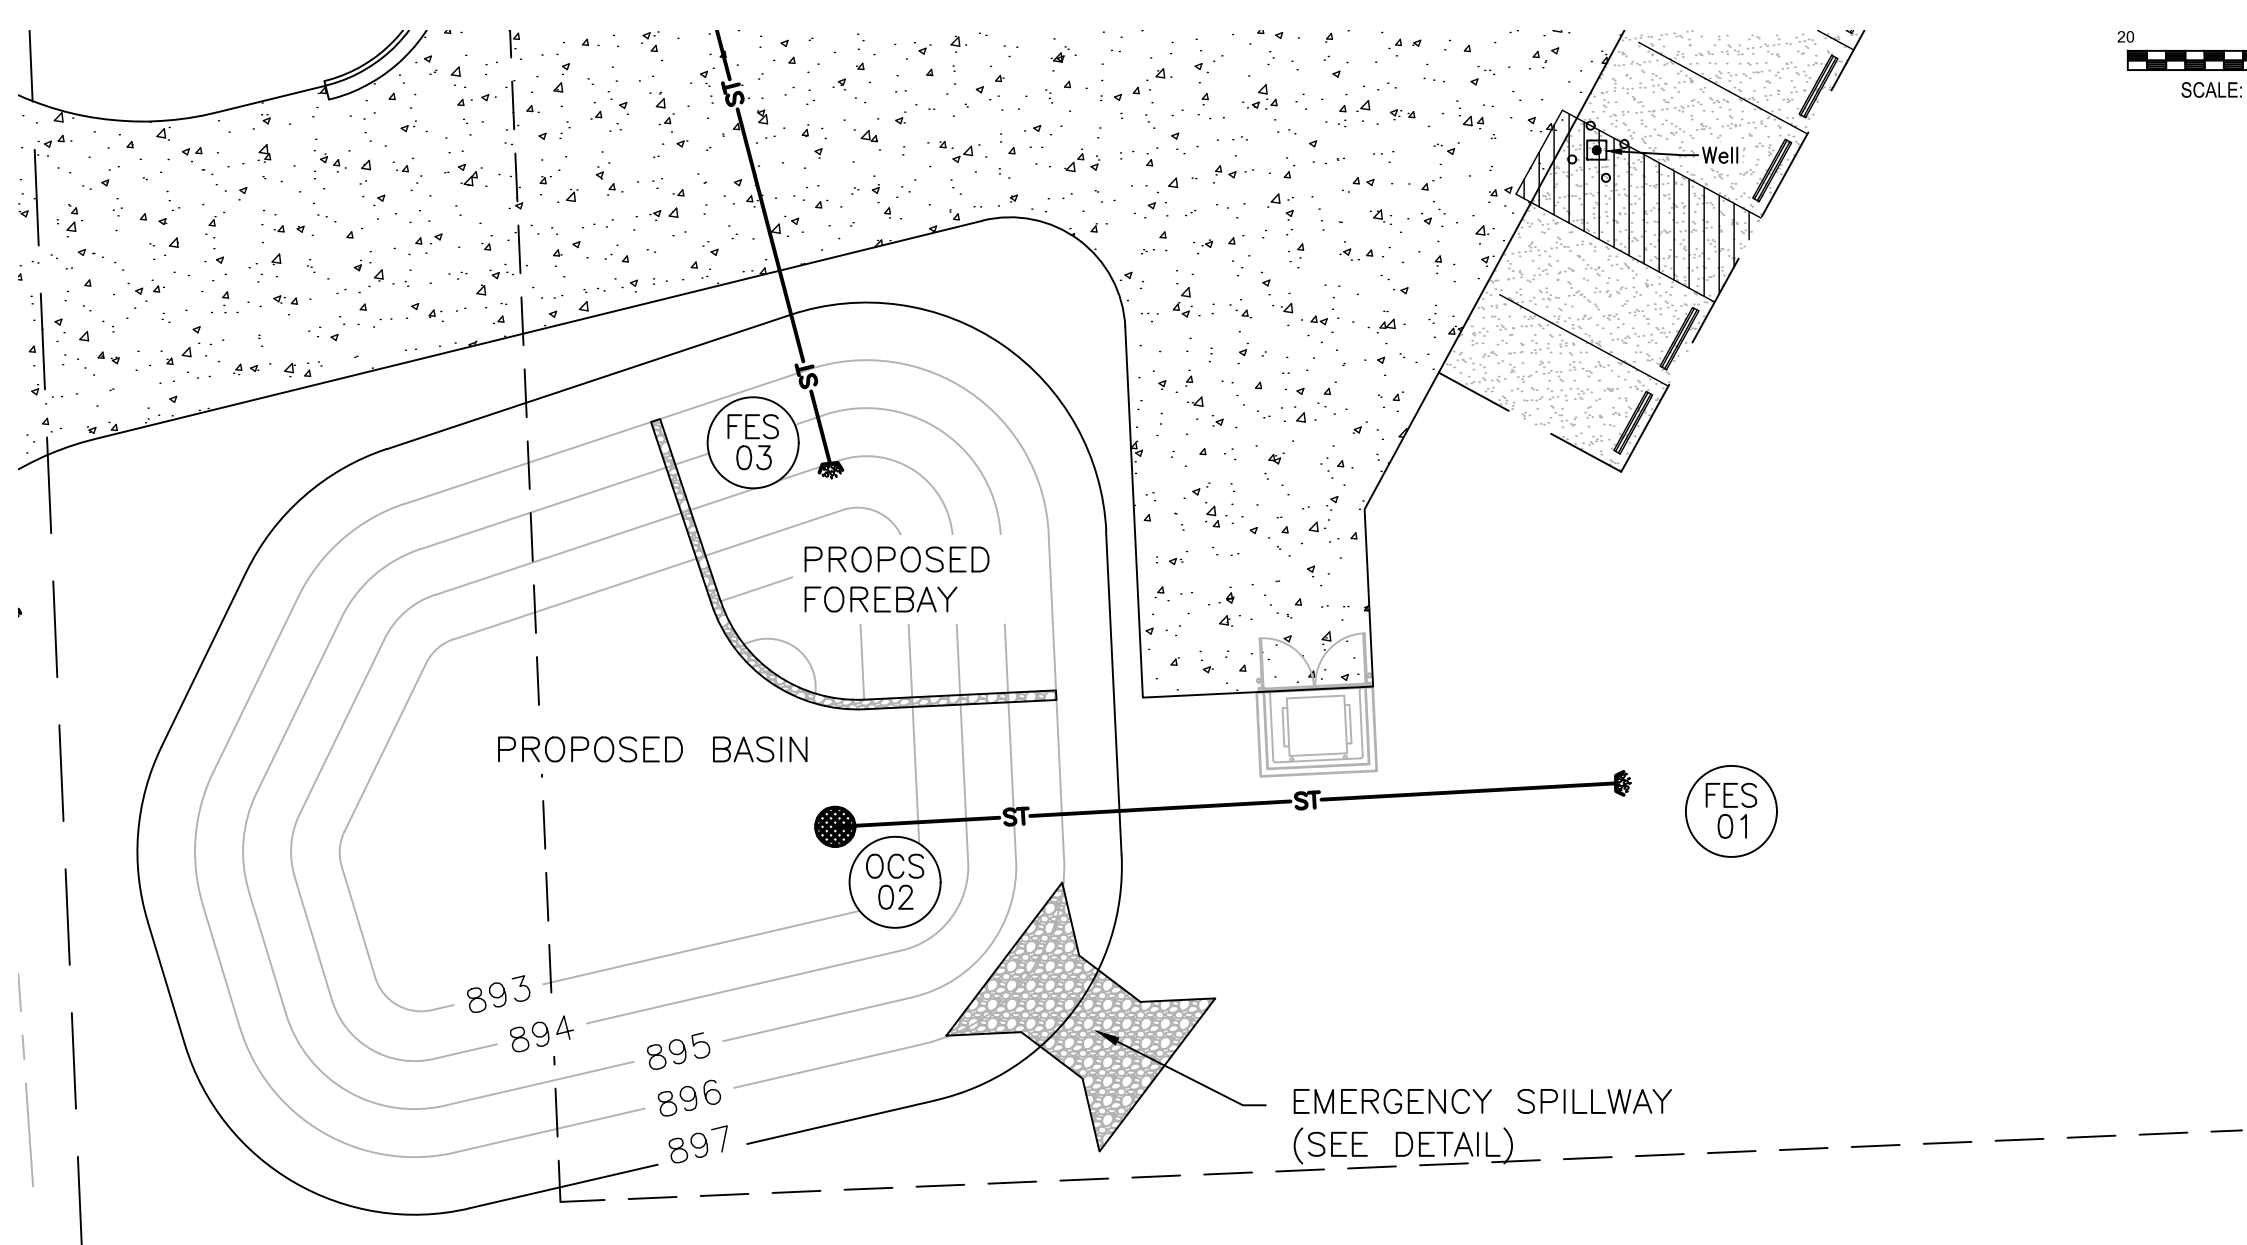 20
SCALE:
ST
Well
ST
FES
03
PROPOSED
FOREBAY
PROPOSED BASIN
ST
ST
FES
01
OCS
02
893
894
895
896
897
EMERGENCY SPILLWAY
(SEE DETAIL)